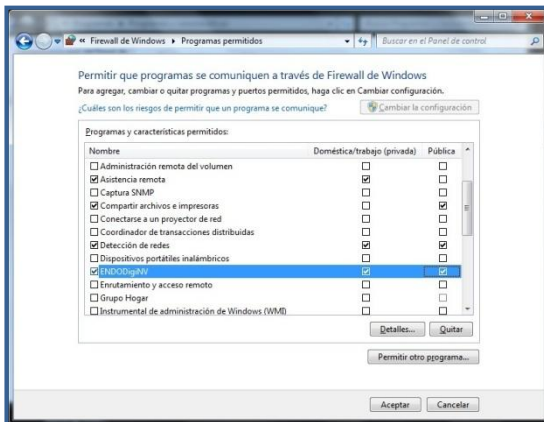 Firewall de Windows ▸ Programas permitidos
Buscar en el Panel de control
Permitir que programas se comuniquen a través de Firewall de Windows
Para agregar, cambiar o quitar programas y puertos permitidos, haga clic en Cambiar configuración.
¿Cuáles son los riesgos de permitir que un programa se comunique?
Cambiar la configuración
Programas y características permitidos:
Nombre Doméstica/trabajo (privada) Pública
Administración remota del volumen
Asistencia remota
Captura SNMP
Compartir archivos e impresoras
Conectarse a un proyector de red
Coordinador de transacciones distribuidas
Detección de redes
Dispositivos portátiles inalámbricos
ENDODigiNV
Enrutamiento y acceso remoto
Grupo Hogar
Instrumental de administración de Windows (WMI)
Detalles... Quitar
Permitir otro programa...
Aceptar Cancelar